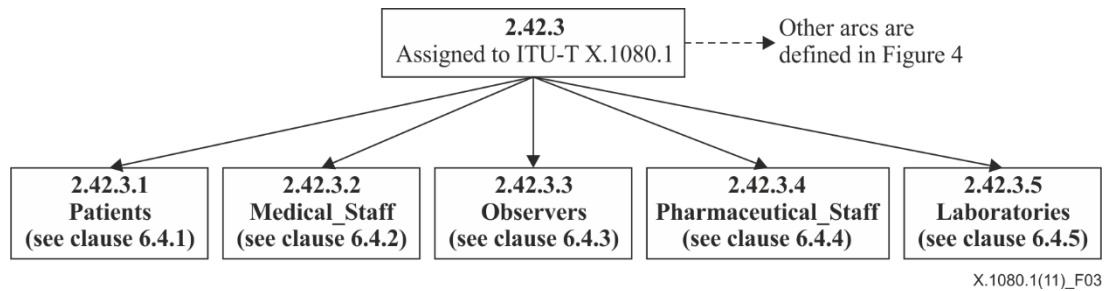 2.42.3
Assigned to ITU-T X.1080.1
Other arcs are
defined in Figure 4
2.42.3.1
Patients
(see clause 6.4.1)
2.42.3.2
Medical_Staff
(see clause 6.4.2)
2.42.3.3
Observers
(see clause 6.4.3)
2.42.3.4
Pharmaceutical_Staff
(see clause 6.4.4)
2.42.3.5
Laboratories
(see clause 6.4.5)
X.1080.1(11)_F03